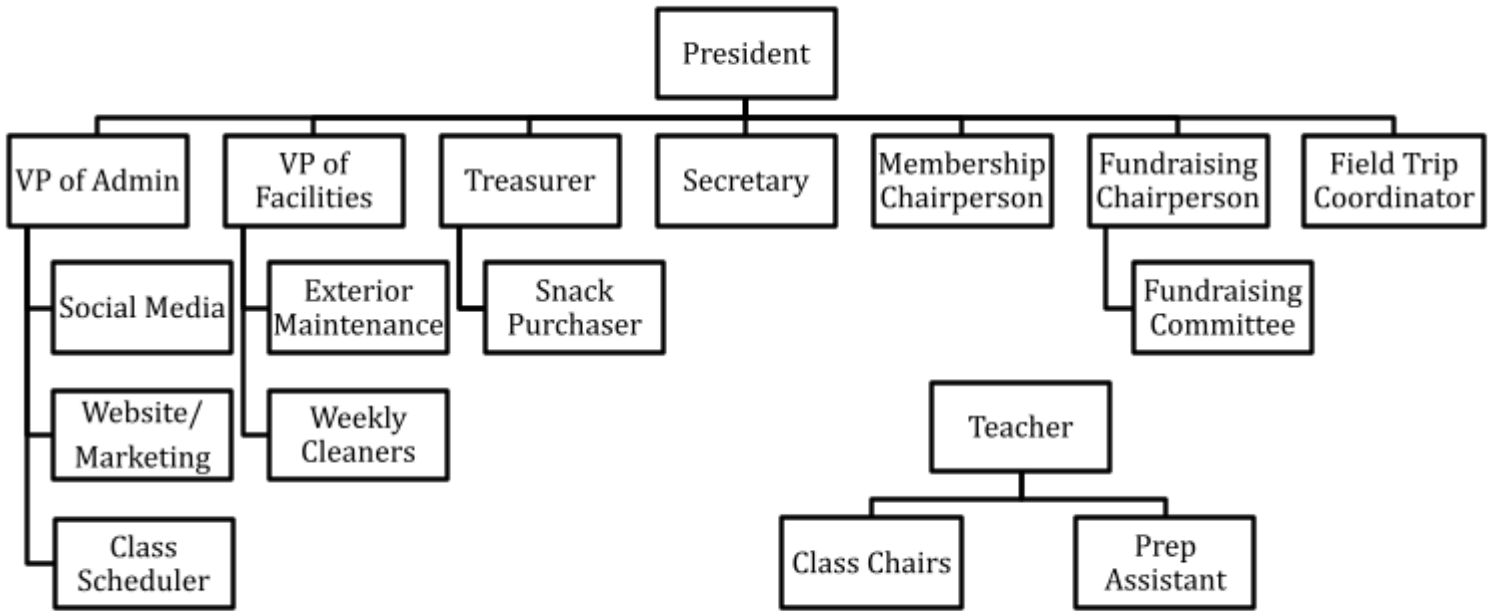 President
VP of Admin
VP of
Facilities
Treasurer
Secretary
Membership
Chairperson
Fundraising
Chairperson
Field Trip
Coordinator
Social Media
Exterior
Maintenance
Snack
Purchaser
Fundraising
Committee
Website/
Marketing
Weekly
Cleaners
Teacher
Class
Scheduler
Class Chairs
Prep
Assistant